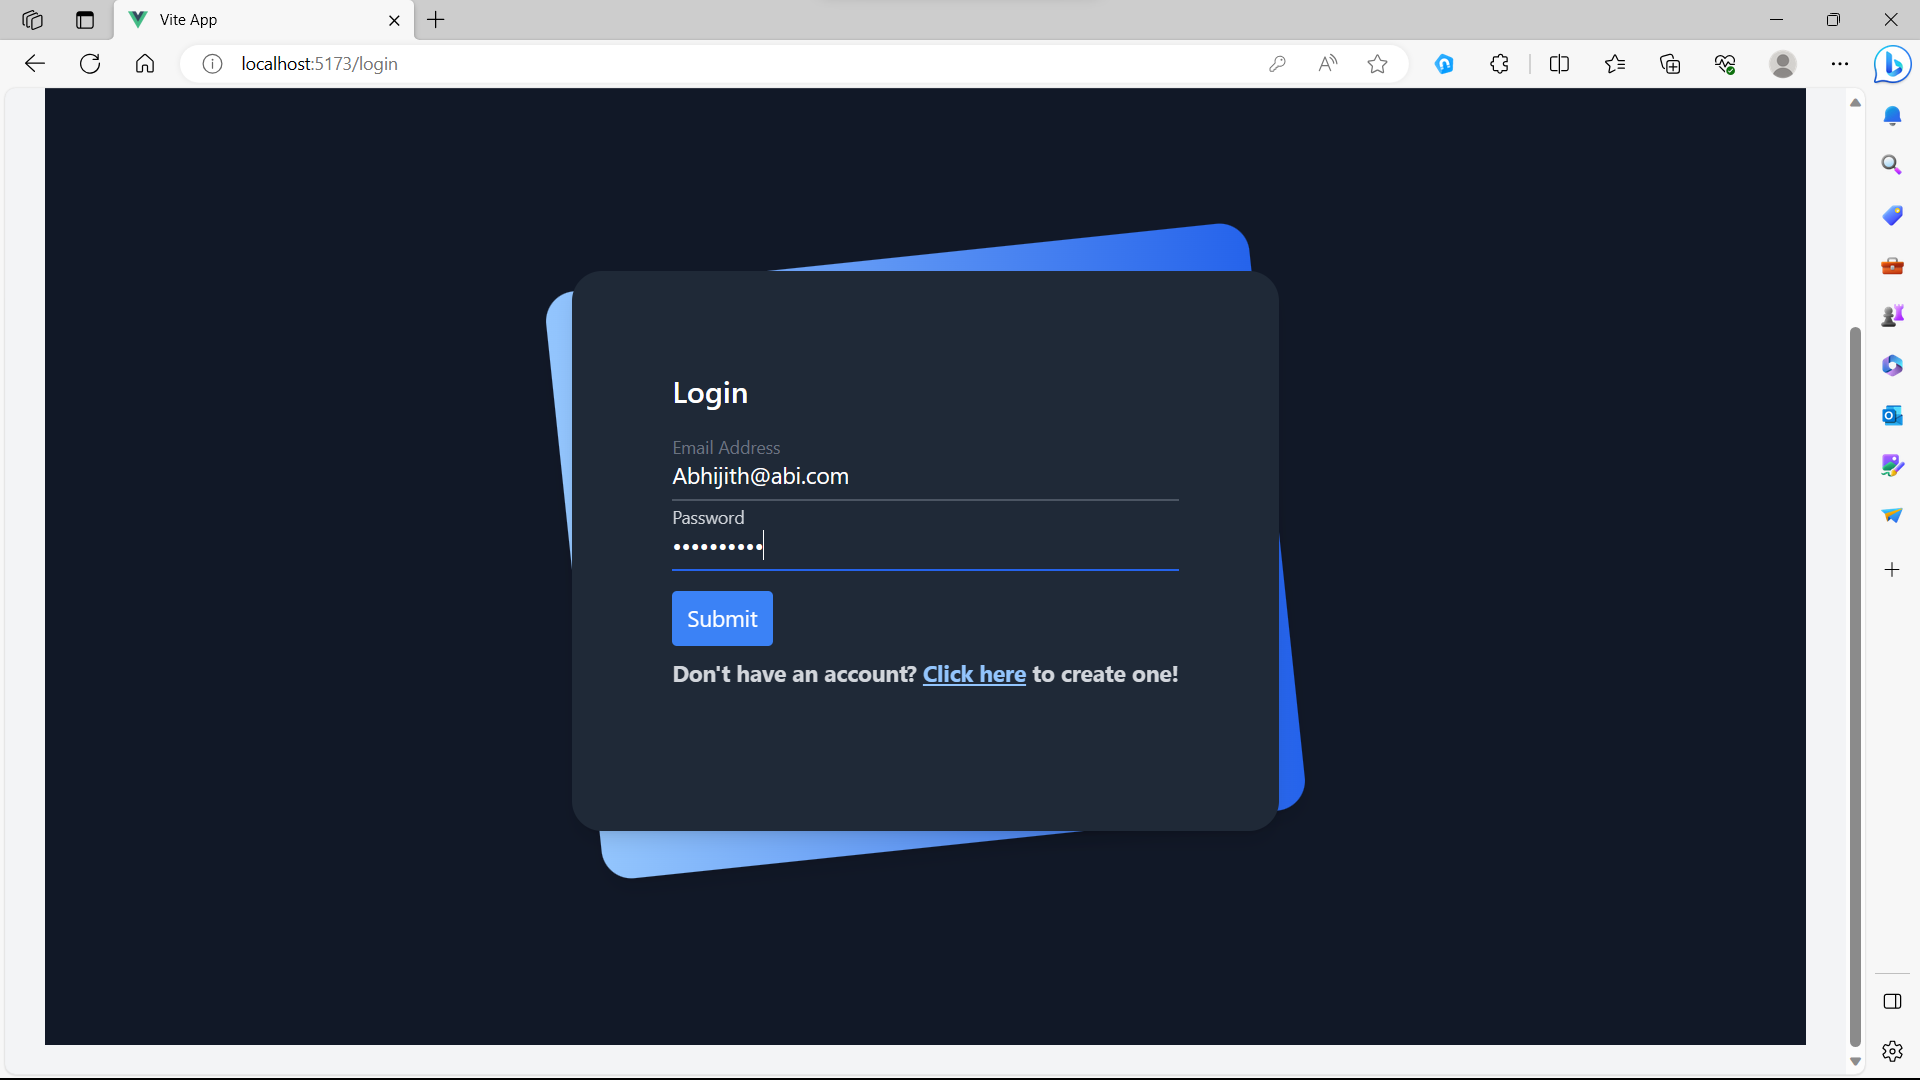 Vite App
localhost:5173/login
Login
Email Address
Abhijith@abi.com
Password
Submit
Don't have an account? Click here to create one!